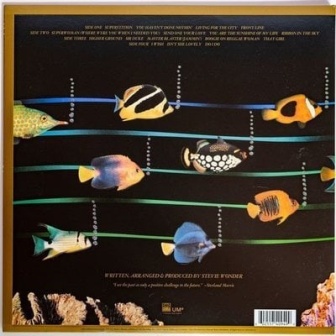 SIDE ONE SUPERSTITION YOU HAVEN'T DONE NOTHIN' LIVING FOR THE CITY FRONT LINE
SIDE TWO SUPERWOMAN (WHERE WERE YOU WHEN I NEEDED YOU) SEND ONE YOUR LOVE YOU ARE THE SUNSHINE OF MY LIFE RIBBON IN THE SKY
SIDE THREE HIGHER GROUND SIR DUKE MASTER BLASTER (JAMMIN') BOOGIE ON REGGAE WOMAN THAT GIRL
SIDE FOUR ISN'T SHE LOVELY DO I DO
WRITTEN, ARRANGED & PRODUCED BY STEVIE WONDER
UMe